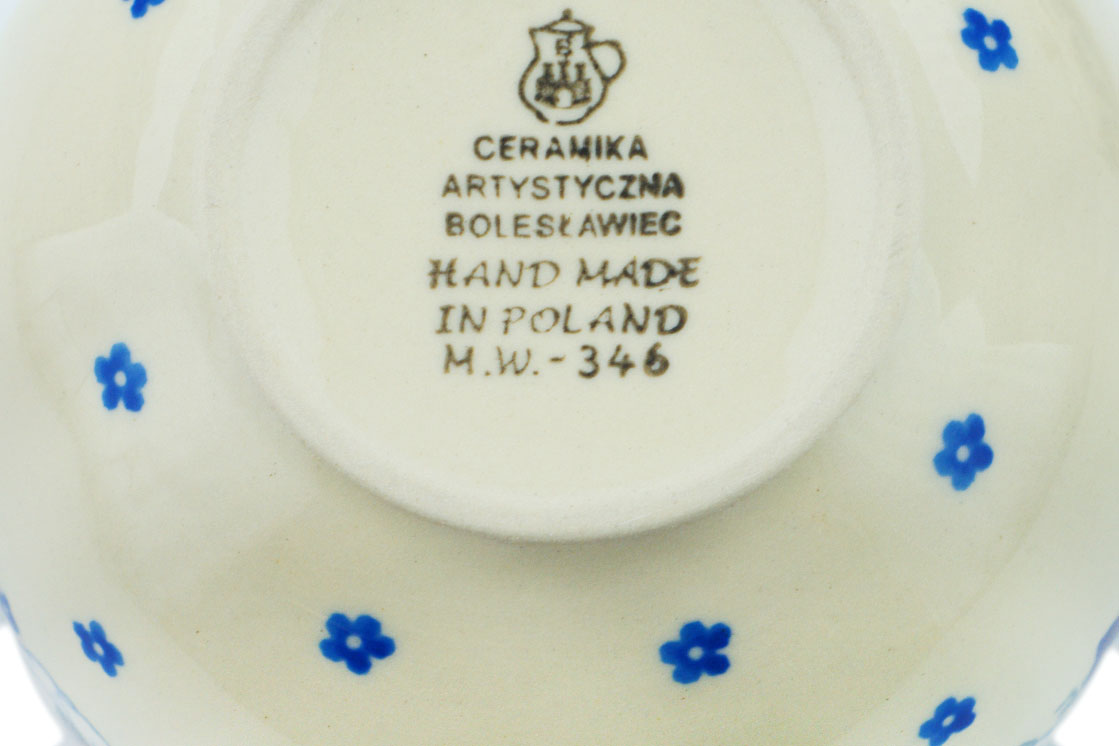 B
CERAMIKA
ARTYSTYCZNA
BOLESŁAWIEC
HAND MADE
IN POLAND
M.W.-346